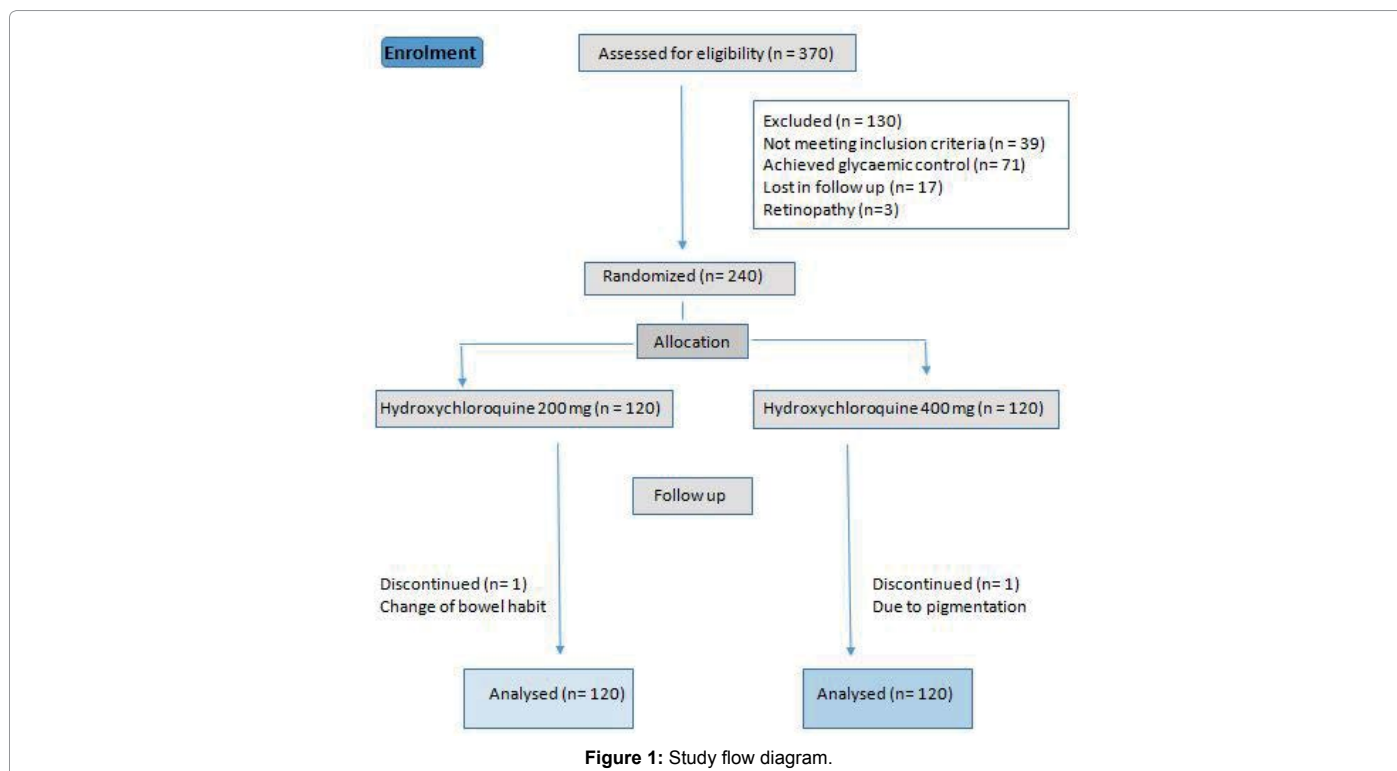 Enrolment
Assessed for eligibility (n = 370)
Excluded (n = 130)
Not meeting inclusion criteria (n = 39)
Achieved glycaemic control (n= 71)
Lost in follow up (n= 17)
Retinopathy (n=3)
Randomized (n= 240)
Allocation
Hydroxychloroquine 200 mg (n = 120)
Hydroxychloroquine 400 mg (n = 120)
Follow up
Discontinued (n= 1)
Change of bowel habit
Discontinued (n= 1)
Due to pigmentation
Analysed (n= 120)
Analysed (n= 120)
Figure 1: Study flow diagram.